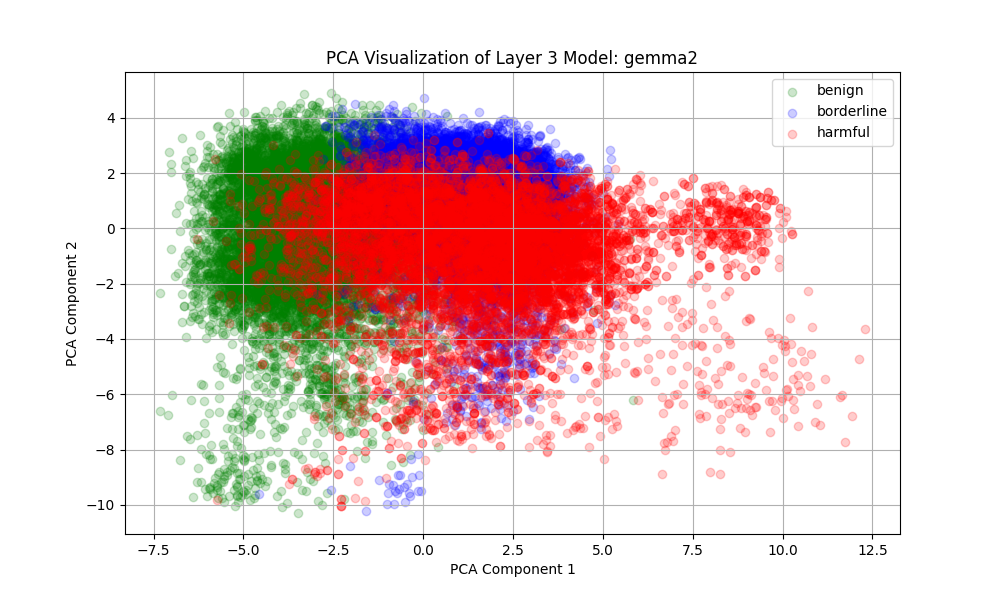 PCA Visualization of Layer 3 Model: gemma2
benign
borderline
harmful
4
2
0
−2
−4
−6
−8
−10
PCA Component 2
−7.5
−5.0
−2.5
0.0
2.5
5.0
7.5
10.0
12.5
PCA Component 1